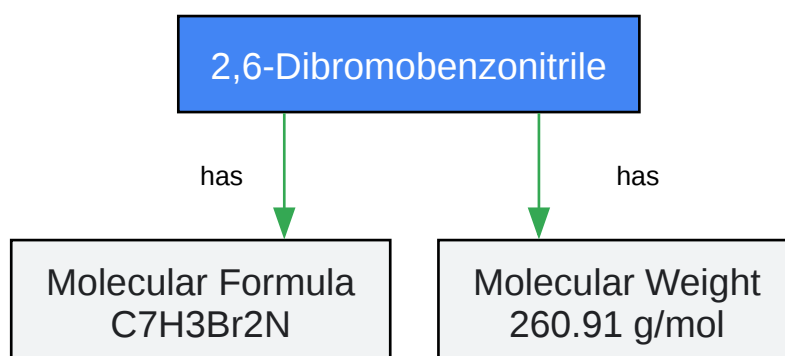 2,6-Dibromobenzonitrile
has
has
Molecular Formula
C7H3Br2N
Molecular Weight
260.91 g/mol